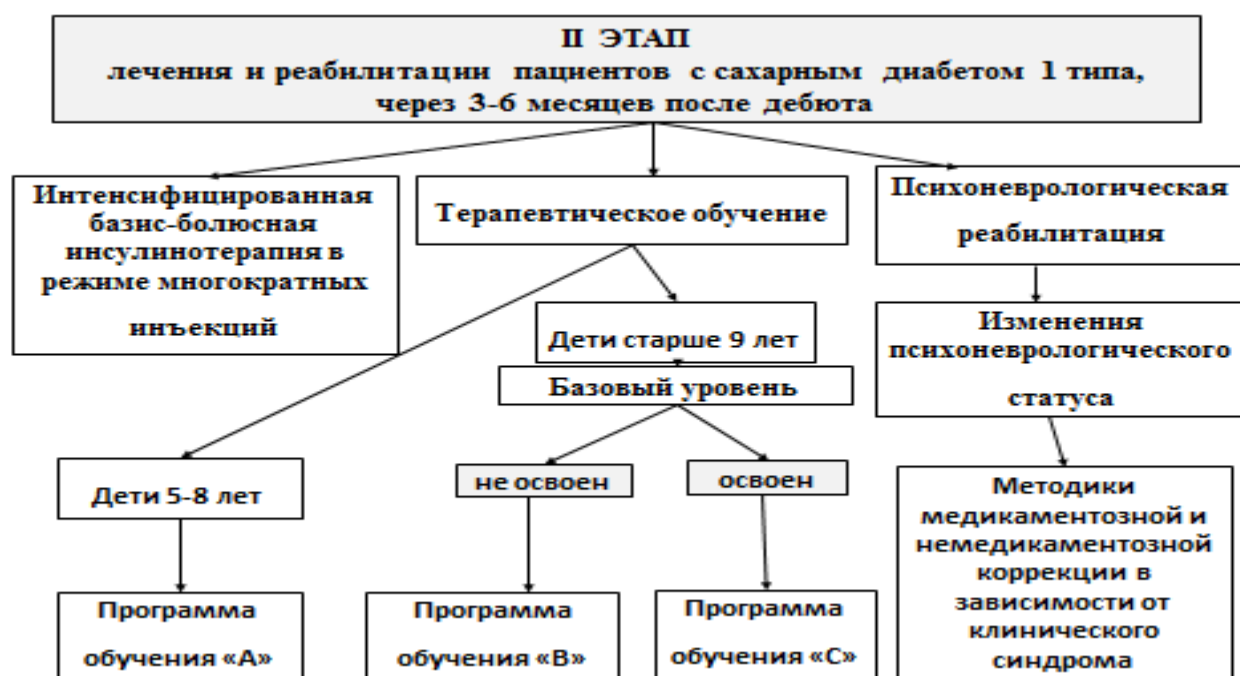 II ЭТАП
лечения и реабилитации пациентов с сахарным диабетом 1 типа,
через 3-6 месяцев после дебюта
Интенсифицированная
базис-болюсная
инсулинотерапия в
режиме многократных
инъекций
Терапевтическое обучение
Психоневрологическая
реабилитация
Дети старше 9 лет
Базовый уровень
Изменения
психоневрологического
статуса
Дети 5-8 лет
не освоен
освоен
Методики
медикаментозной и
немедикаментозной
коррекции в
зависимости от
клинического
синдрома
Программа
обучения «А»
Программа
обучения «В»
Программа
обучения «С»